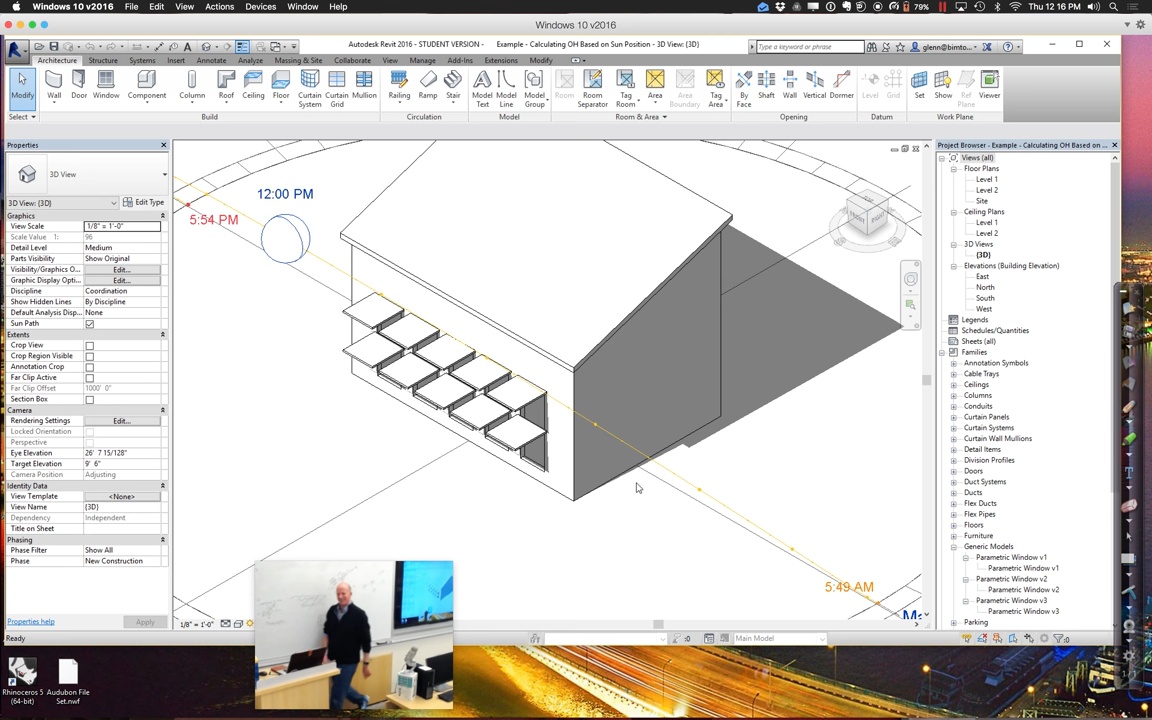 Windows 10 v2016 File Edit View Actions Devices Window Help 79% Thu 12 16 PM
Windows 10 v2016
Autodesk Revit 2016 - STUDENT VERSION - Example - Calculating OH Based on Sun Position - 3D View: {3D} Type a keyword or phrase glenn@bimto...
Architecture Structure Systems Insert Annotate Analyze Massing & Site Collaborate View Manage Add-Ins Extensions Modify
Modify Wall Door Window Component Column Roof Ceiling Floor Curtain System Curtain Grid Mullion Railing Ramp Stair Model Text Model Line Model Group Room Room Separator Tag Room Area Area Boundary Tag Area By Face Shaft Wall Vertical Dormer Level Grid Set Show Ref Plane Viewer
Select Build Circulation Model Room & Area Opening Datum Work Plane
Properties
3D View
3D View: {3D} Edit Type
Graphics
View Scale 1/8" = 1'-0"
Scale Value 1: 96
Detail Level Medium
Parts Visibility Show Original
Visibility/Graphics O... Edit...
Graphic Display Opti... Edit...
Discipline Coordination
Show Hidden Lines By Discipline
Default Analysis Disp... None
Sun Path
Extents
Crop View
Crop Region Visible
Annotation Crop
Far Clip Active
Far Clip Offset 1000' 0"
Section Box
Camera
Rendering Settings Edit...
Locked Orientation
Perspective
Eye Elevation 26' 7 15/128"
Target Elevation 9' 6"
Camera Position Adjusting
Identity Data
View Template <None>
View Name {3D}
Dependency Independent
Title on Sheet
Phasing
Phase Filter Show All
Phase New Construction
Properties help Apply
12:00 PM
5:54 PM
5:49 AM
FRONT RIGHT
1/8" = 1'-0"
Project Browser - Example - Calculating OH Based on ...
Views (all)
Floor Plans
Level 1
Level 2
Site
Ceiling Plans
Level 1
Level 2
3D Views
{3D}
Elevations (Building Elevation)
East
North
South
West
Legends
Schedules/Quantities
Sheets (all)
Families
Annotation Symbols
Cable Trays
Ceilings
Columns
Conduits
Curtain Panels
Curtain Systems
Curtain Wall Mullions
Detail Items
Division Profiles
Doors
Duct Systems
Ducts
Flex Ducts
Flex Pipes
Floors
Furniture
Generic Models
Parametric Window v1
Parametric Window v1
Parametric Window v2
Parametric Window v2
Parametric Window v3
Parametric Window v3
Parking
Ready :0 Main Model :0
Rhinoceros 5 (64-bit)
Audubon File Set.nwf